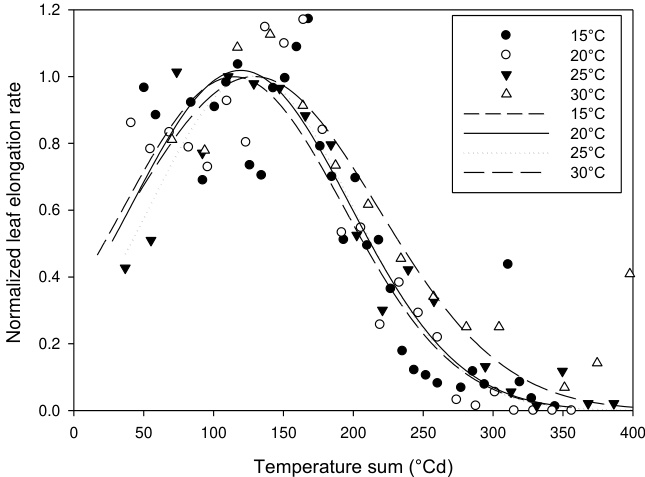 1.2
1.0
0.8
0.6
0.4
0.2
0.0
Normalized leaf elongation rate
15°C
20°C
25°C
30°C
15°C
20°C
25°C
30°C
0 50 100 150 200 250 300 350 400
Temperature sum (°Cd)